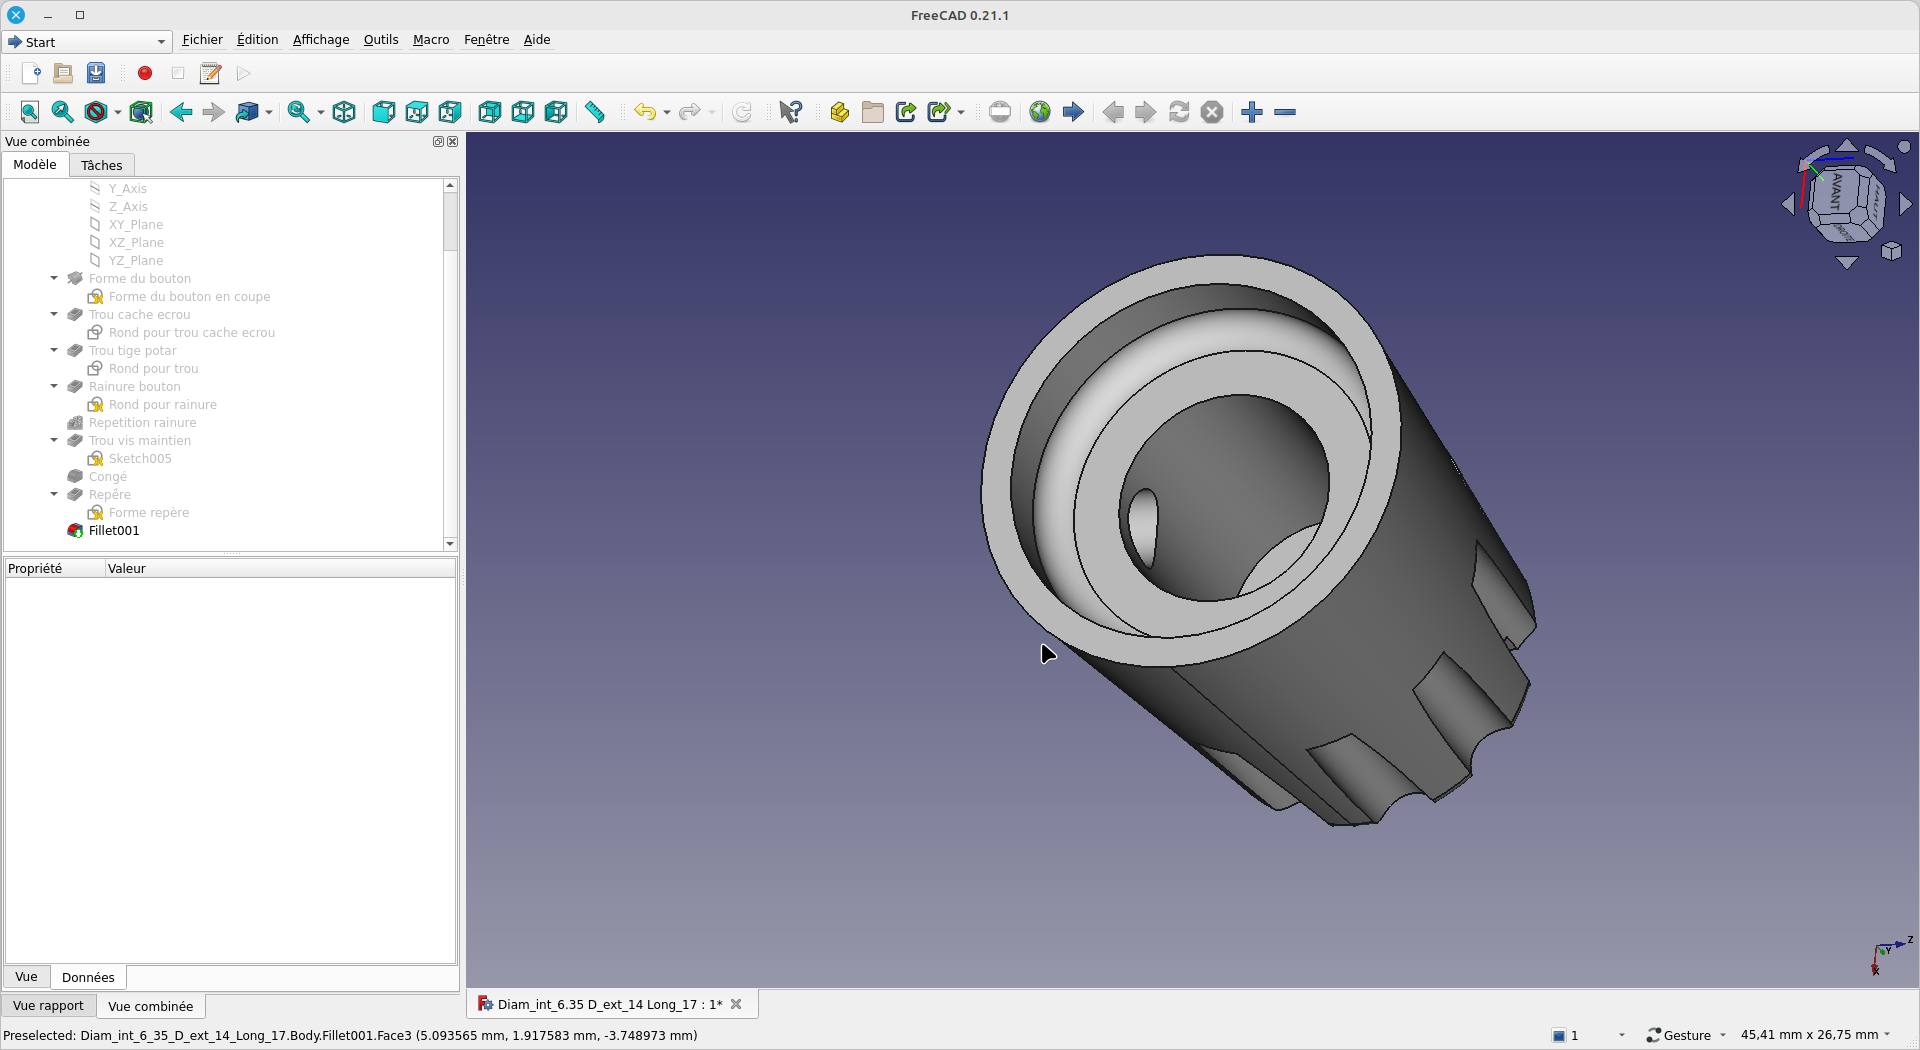 FreeCAD 0.21.1
Start
Fichier Édition Affichage Outils Macro Fenêtre Aide
Vue combinée
Modèle Tâches
Y_Axis
Z_Axis
XY_Plane
XZ_Plane
YZ_Plane
Forme du bouton
Forme du bouton en coupe
Trou cache ecrou
Rond pour trou cache ecrou
Trou tige potar
Rond pour trou
Rainure bouton
Rond pour rainure
Repetition rainure
Trou vis maintien
Sketch005
Congé
Repêre
Forme repère
Fillet001
Propriété Valeur
Vue Données
Vue rapport Vue combinée
AVANT
HAUT
DROITE
Z
Y
X
Diam_int_6.35 D_ext_14 Long_17 : 1*
Preselected: Diam_int_6_35_D_ext_14_Long_17.Body.Fillet001.Face3 (5.093565 mm, 1.917583 mm, -3.748973 mm)
1 Gesture 45,41 mm x 26,75 mm